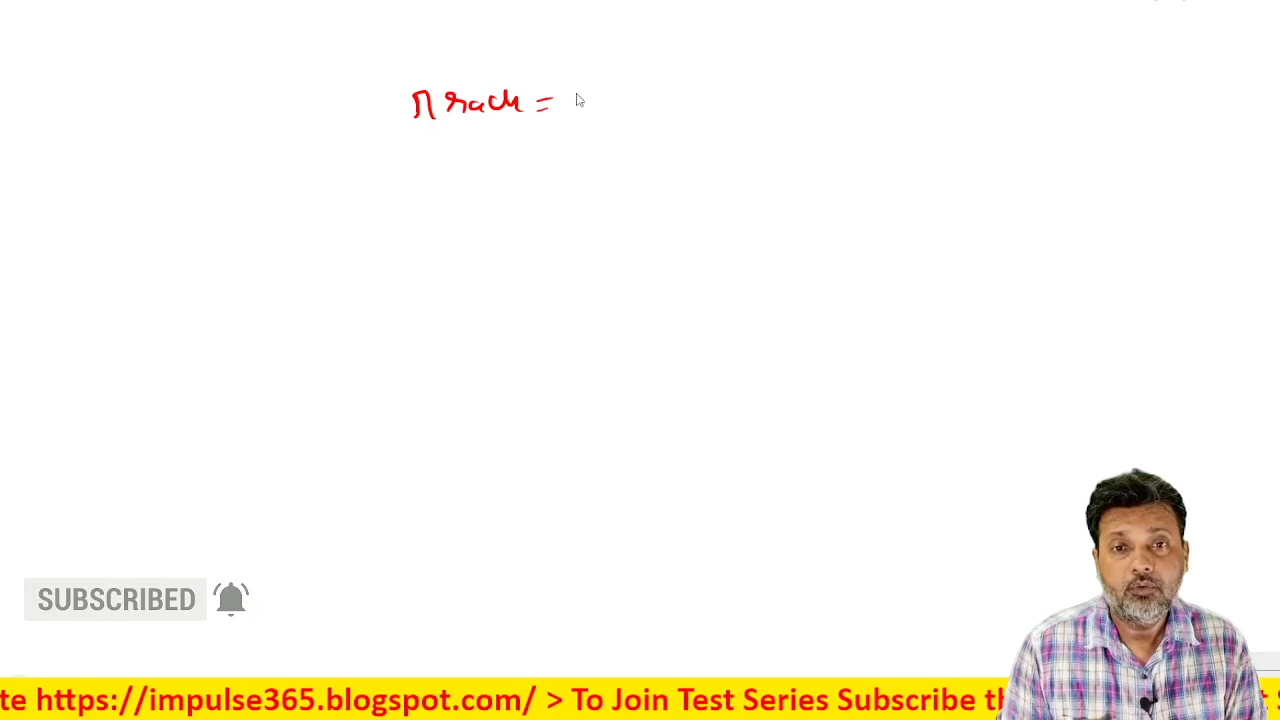 η rack =
SUBSCRIBED
te https://impulse365.blogspot.com/ > To Join Test Series Subscribe th